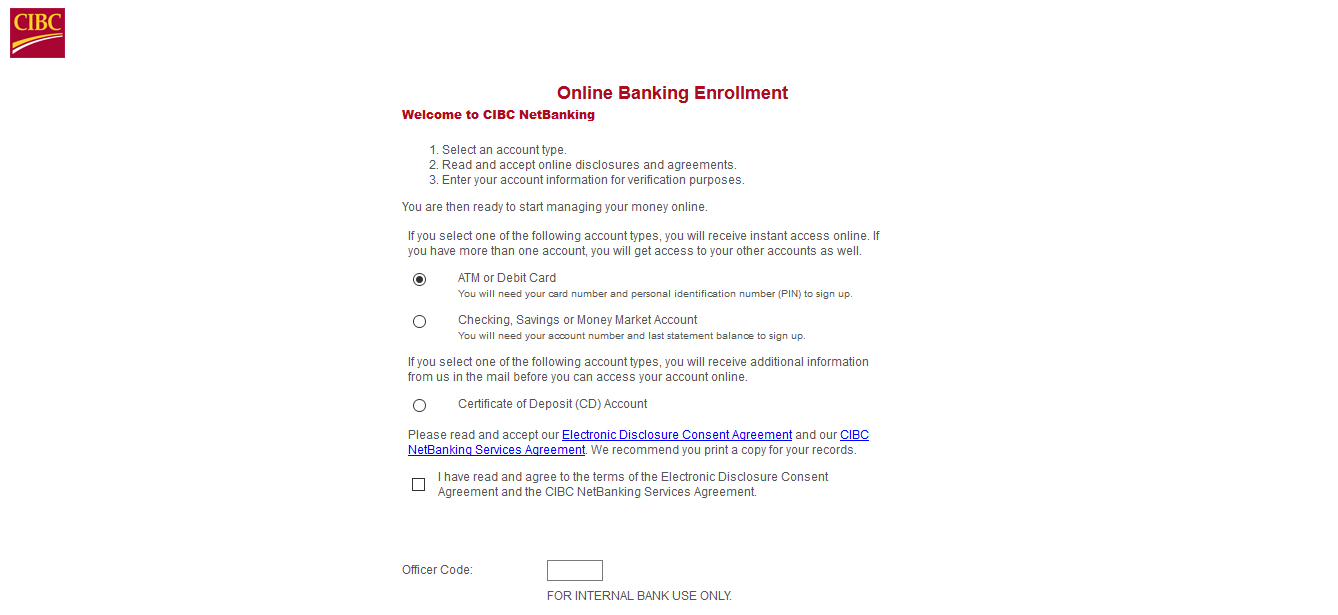 CIBC
Online Banking Enrollment
Welcome to CIBC NetBanking
1. Select an account type.
2. Read and accept online disclosures and agreements.
3. Enter your account information for verification purposes.
You are then ready to start managing your money online.
If you select one of the following account types, you will receive instant access online. If
you have more than one account, you will get access to your other accounts as well.
ATM or Debit Card
You will need your card number and personal identification number (PIN) to sign up.
Checking, Savings or Money Market Account
You will need your account number and last statement balance to sign up.
If you select one of the following account types, you will receive additional information
from us in the mail before you can access your account online.
Certificate of Deposit (CD) Account
Please read and accept our Electronic Disclosure Consent Agreement and our CIBC
NetBanking Services Agreement. We recommend you print a copy for your records.
I have read and agree to the terms of the Electronic Disclosure Consent
Agreement and the CIBC NetBanking Services Agreement.
Officer Code:
FOR INTERNAL BANK USE ONLY.